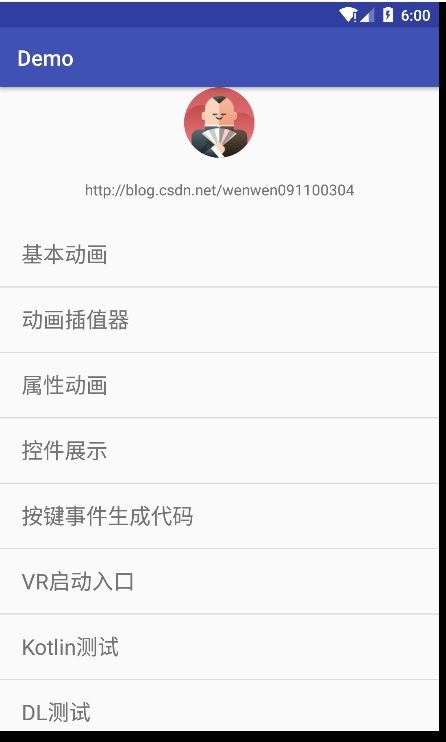 6:00
Demo
http://blog.csdn.net/wenwen091100304
基本动画
动画插值器
属性动画
控件展示
按键事件生成代码
VR启动入口
Kotlin测试
DL测试